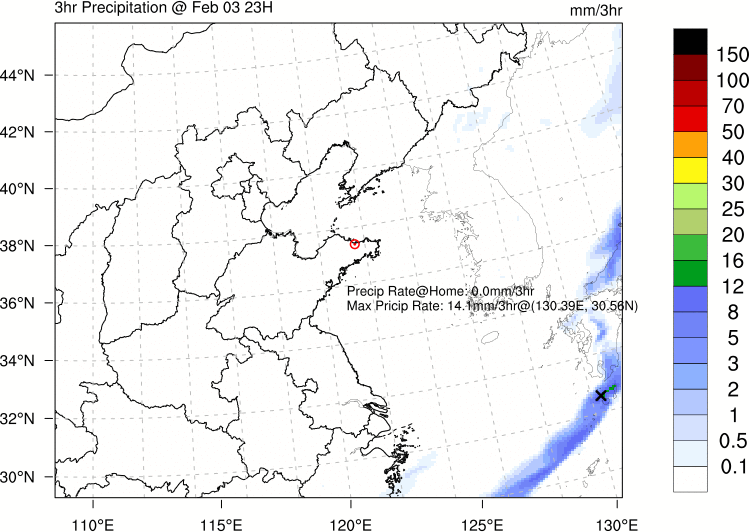 3hr Precipitation @ Feb 03 23H
mm/3hr
44°N
42°N
40°N
38°N
36°N
34°N
32°N
30°N
Precip Rate@Home: 0.0mm/3hr
Max Pricip Rate: 14.1mm/3hr@(130.39E, 30.56N)
110°E 115°E 120°E 125°E 130°E
150
100
70
50
40
30
25
20
16
12
8
5
3
2
1
0.5
0.1